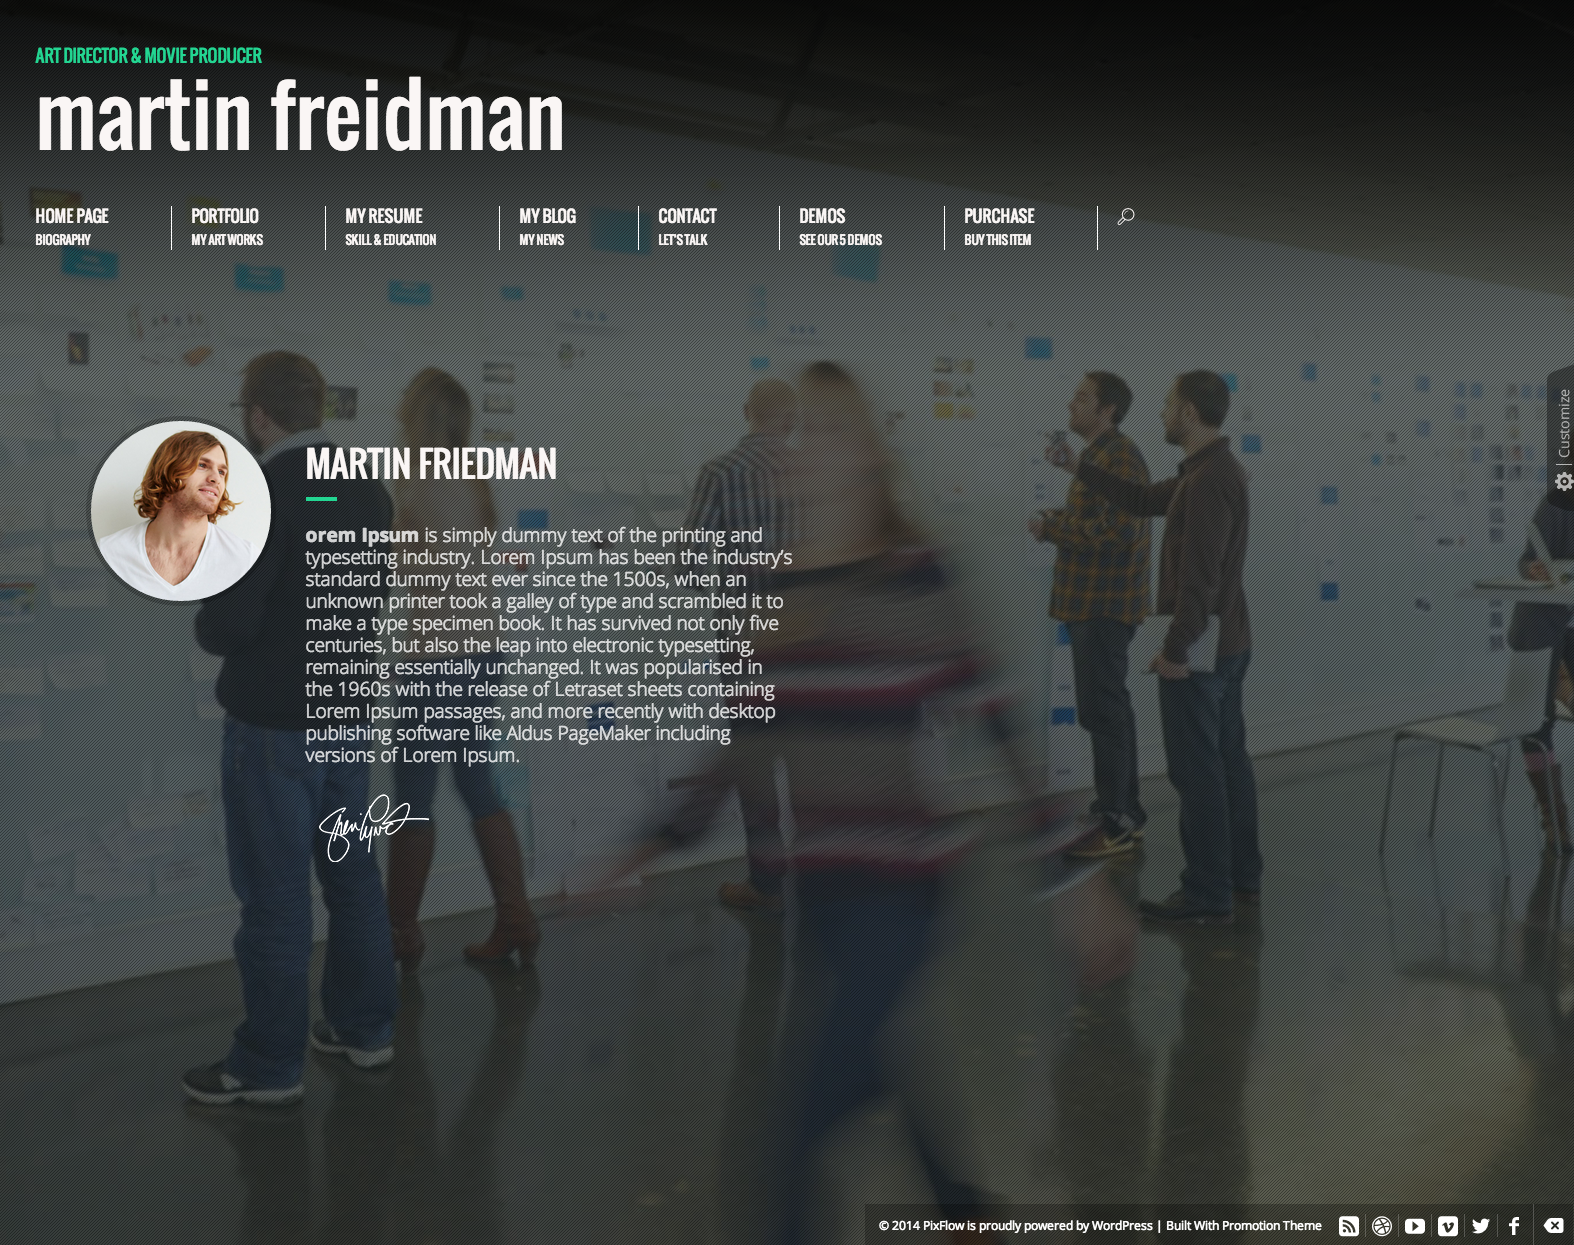 ART DIRECTOR & MOVIE PRODUCER
martin freidman
HOME PAGE
BIOGRAPHY
PORTFOLIO
MY ART WORKS
MY RESUME
SKILL & EDUCATION
MY BLOG
MY NEWS
CONTACT
LET'S TALK
DEMOS
SEE OUR 5 DEMOS
PURCHASE
BUY THIS ITEM
Customize
MARTIN FRIEDMAN
orem Ipsum is simply dummy text of the printing and
typesetting industry. Lorem Ipsum has been the industry’s
standard dummy text ever since the 1500s, when an
unknown printer took a galley of type and scrambled it to
make a type specimen book. It has survived not only five
centuries, but also the leap into electronic typesetting,
remaining essentially unchanged. It was popularised in
the 1960s with the release of Letraset sheets containing
Lorem Ipsum passages, and more recently with desktop
publishing software like Aldus PageMaker including
versions of Lorem Ipsum.
© 2014 PixFlow is proudly powered by WordPress | Built With Promotion Theme